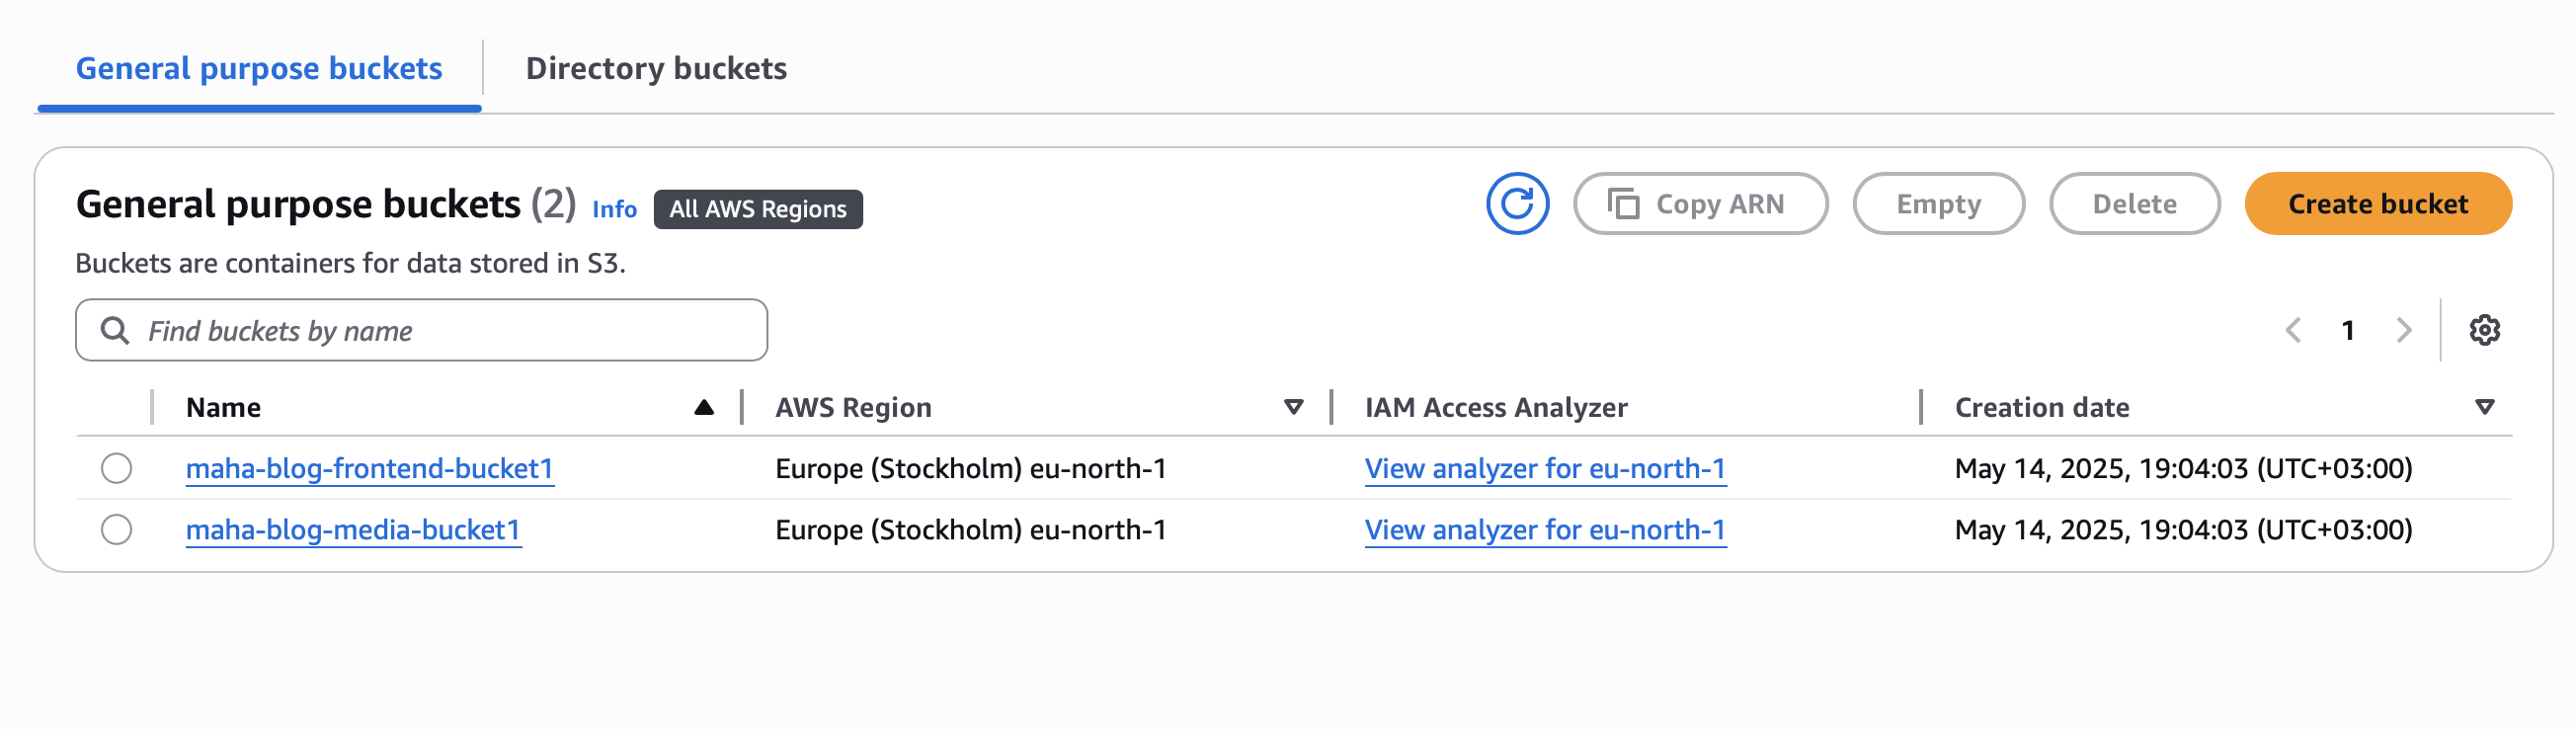 General purpose buckets Directory buckets
General purpose buckets (2) Info All AWS Regions Copy ARN Empty Delete Create bucket
Buckets are containers for data stored in S3.
Find buckets by name 1
Name AWS Region IAM Access Analyzer Creation date
maha-blog-frontend-bucket1 Europe (Stockholm) eu-north-1 View analyzer for eu-north-1 May 14, 2025, 19:04:03 (UTC+03:00)
maha-blog-media-bucket1 Europe (Stockholm) eu-north-1 View analyzer for eu-north-1 May 14, 2025, 19:04:03 (UTC+03:00)